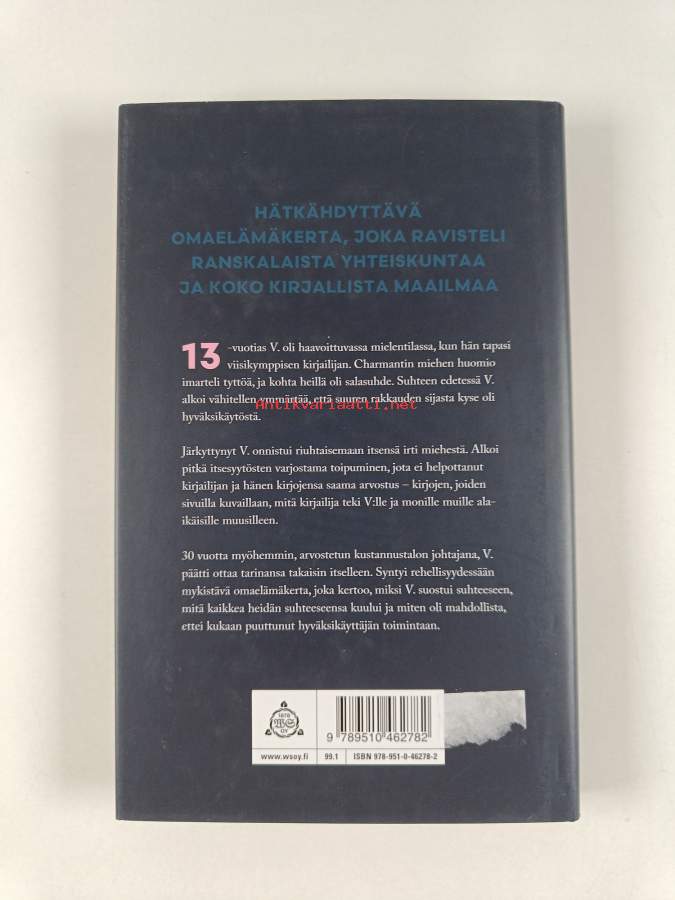 HÄTKÄHDYTTÄVÄ
OMAELÄMÄKERTA, JOKA RAVISTELI
RANSKALAISTA YHTEISKUNTAA
JA KOKO KIRJALLISTA MAAILMAA
13 -vuotias V. oli haavoittuvassa mielentilassa, kun hän tapasi
viisikymppisen kirjailijan. Charmantin miehen huomio
imarteli tyttöä, ja kohta heillä oli salasuhde. Suhteen edetessä V.
alkoi vähitellen ymmärtää, että suuren rakkauden sijasta kyse oli
Antikvariaatti.net
hyväksikäytöstä.
Järkyttynyt V. onnistui riuhtaisemaan itsensä irti miehestä. Alkoi
pitkä itsesyytösten varjostama toipuminen, jota ei helpottanut
kirjailijan ja hänen kirjojensa saama arvostus – kirjojen, joiden
sivuilla kuvaillaan, mitä kirjailija teki V:lle ja monille muille ala-
ikäisille muusilleen.
30 vuotta myöhemmin, arvostetun kustannustalon johtajana, V.
päätti ottaa tarinansa takaisin itselleen. Syntyi rehellisyydessään
mykistävä omaelämäkerta, joka kertoo, miksi V. suostui suhteeseen,
mitä kaikkea heidän suhteeseensa kuului ja miten oli mahdollista,
ettei kukaan puuttunut hyväksikäyttäjän toimintaan.
1878
WS
OY
9 789510 462782
www.wsoy.fi 99.1 ISBN 978-951-0-46278-2